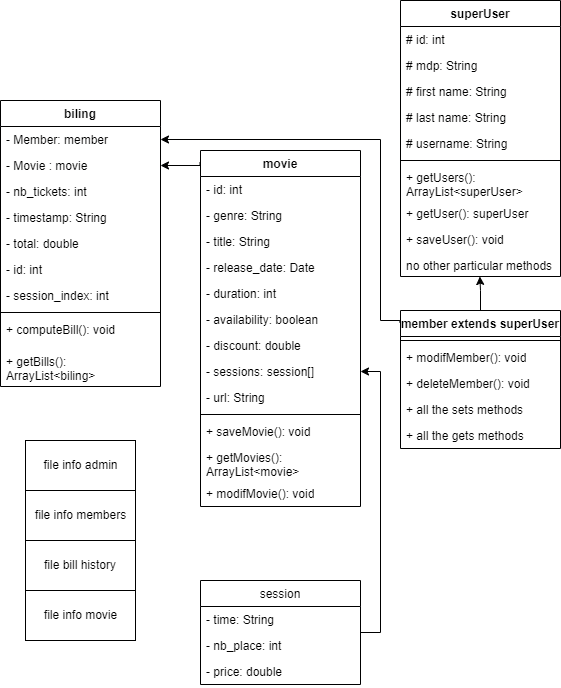 superUser
# id: int
# mdp: String
# first name: String
# last name: String
# username: String
+ getUsers():
ArrayList<superUser>
+ getUser(): superUser
+ saveUser(): void
no other particular methods
biling
- Member: member
- Movie : movie
- nb_tickets: int
- timestamp: String
- total: double
- id: int
- session_index: int
+ computeBill(): void
+ getBills():
ArrayList<biling>
movie
- id: int
- genre: String
- title: String
- release_date: Date
- duration: int
- availability: boolean
- discount: double
- sessions: session[]
- url: String
+ saveMovie(): void
+ getMovies():
ArrayList<movie>
+ modifMovie(): void
member extends superUser
+ modifMember(): void
+ deleteMember(): void
+ all the sets methods
+ all the gets methods
file info admin
file info members
file bill history
file info movie
session
- time: String
- nb_place: int
- price: double